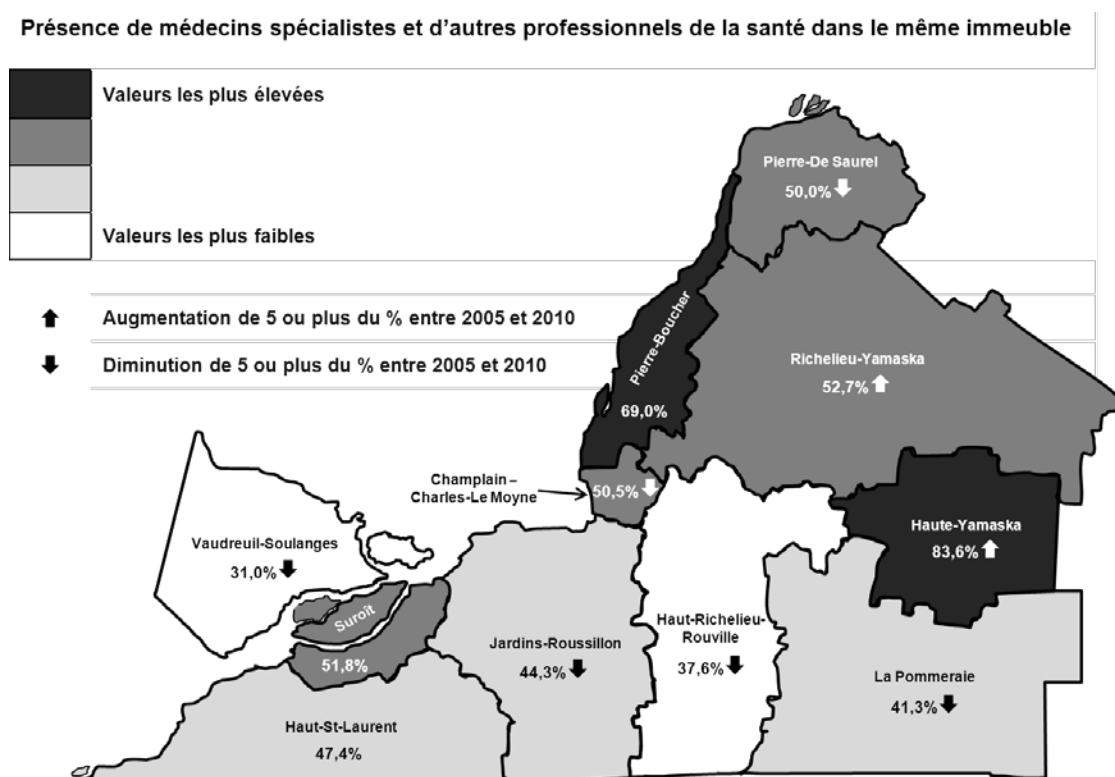 Présence de médecins spécialistes et d'autres professionnels de la santé dans le même immeuble
Valeurs les plus élevées
Valeurs les plus faibles
Augmentation de 5 ou plus du % entre 2005 et 2010
Diminution de 5 ou plus du % entre 2005 et 2010
Pierre-De Saurel
50,0%
Pierre-Boucher
69,0%
Richelieu-Yamaska
52,7%
Champlain –
Charles-Le Moyne
50,5%
Haute-Yamaska
83,6%
Vaudreuil-Soulanges
31,0%
Suroît
51,8%
Jardins-Roussillon
44,3%
Haut-Richelieu-
Rouville
37,6%
La Pommeraie
41,3%
Haut-St-Laurent
47,4%